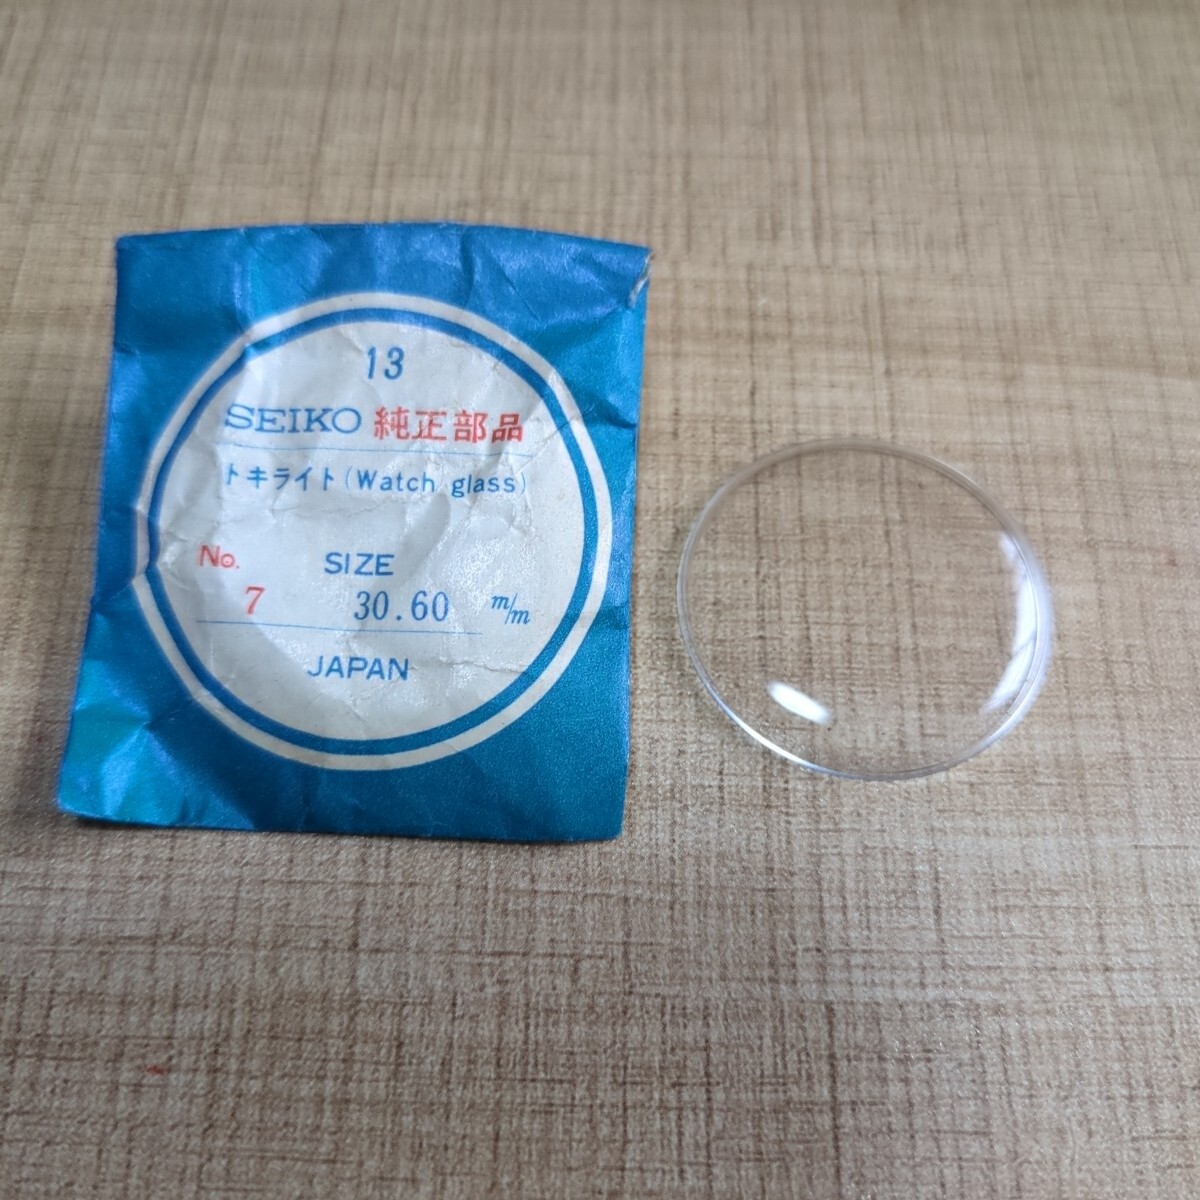 13
SEIKO 純正部品
トキライト (Watch glass)
No. SIZE
7 30.60 m/m
JAPAN